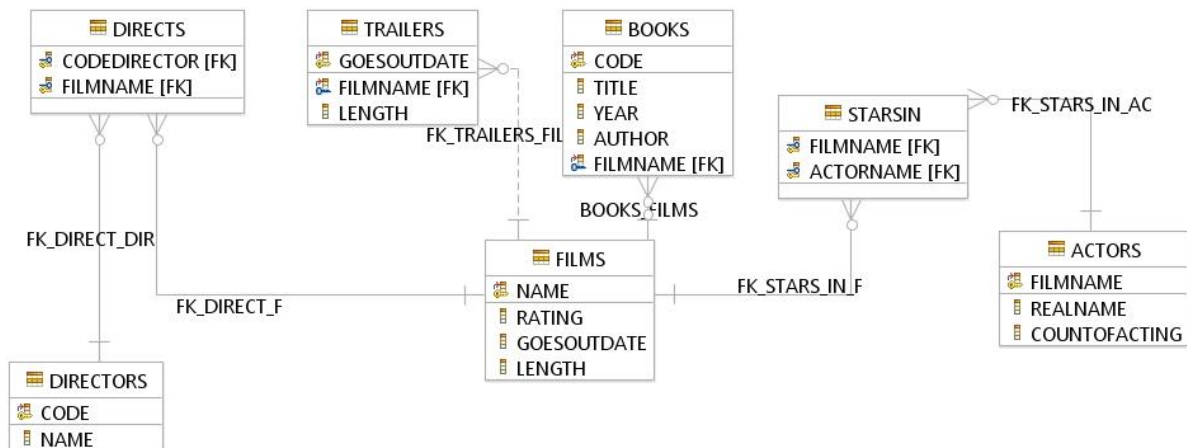 DIRECTS
CODEDIRECTOR [FK]
FILMNAME [FK]
TRAILERS
GOESOUTDATE
FILMNAME [FK]
LENGTH
BOOKS
CODE
TITLE
YEAR
AUTHOR
FILMNAME [FK]
STARSIN
FILMNAME [FK]
ACTORNAME [FK]
FK_STARS_IN_AC
FK_TRAILERS_FIL
BOOKS_FILMS
FK_DIRECT_DIR
FK_DIRECT_F
FILMS
NAME
RATING
GOESOUTDATE
LENGTH
FK_STARS_IN_F
ACTORS
FILMNAME
REALNAME
COUNTOFACTING
DIRECTORS
CODE
NAME